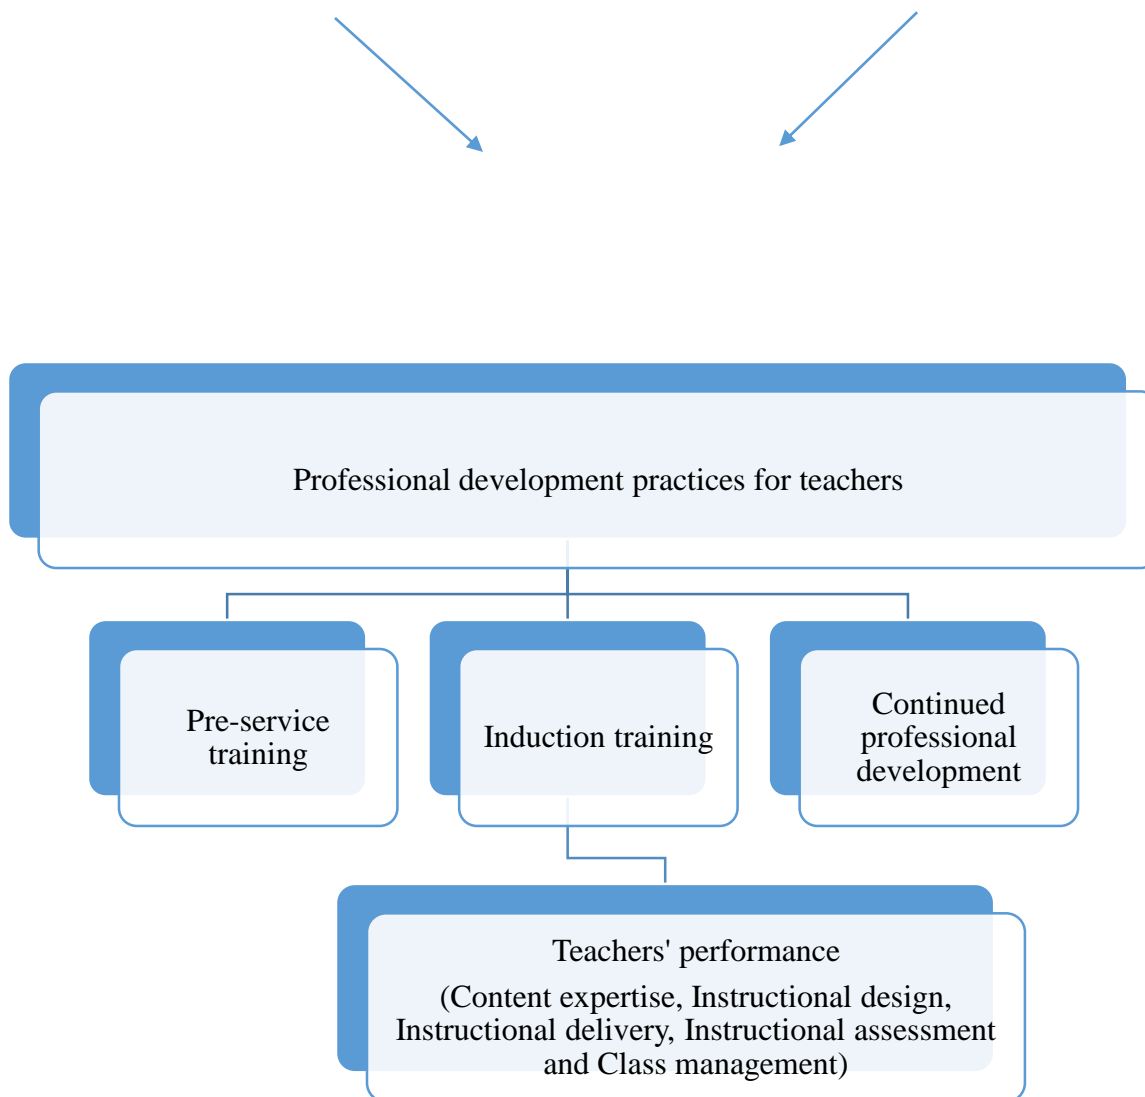 Professional development practices for teachers
Pre-service
training
Induction training
Continued
professional
development
Teachers' performance
(Content expertise, Instructional design,
Instructional delivery, Instructional assessment
and Class management)